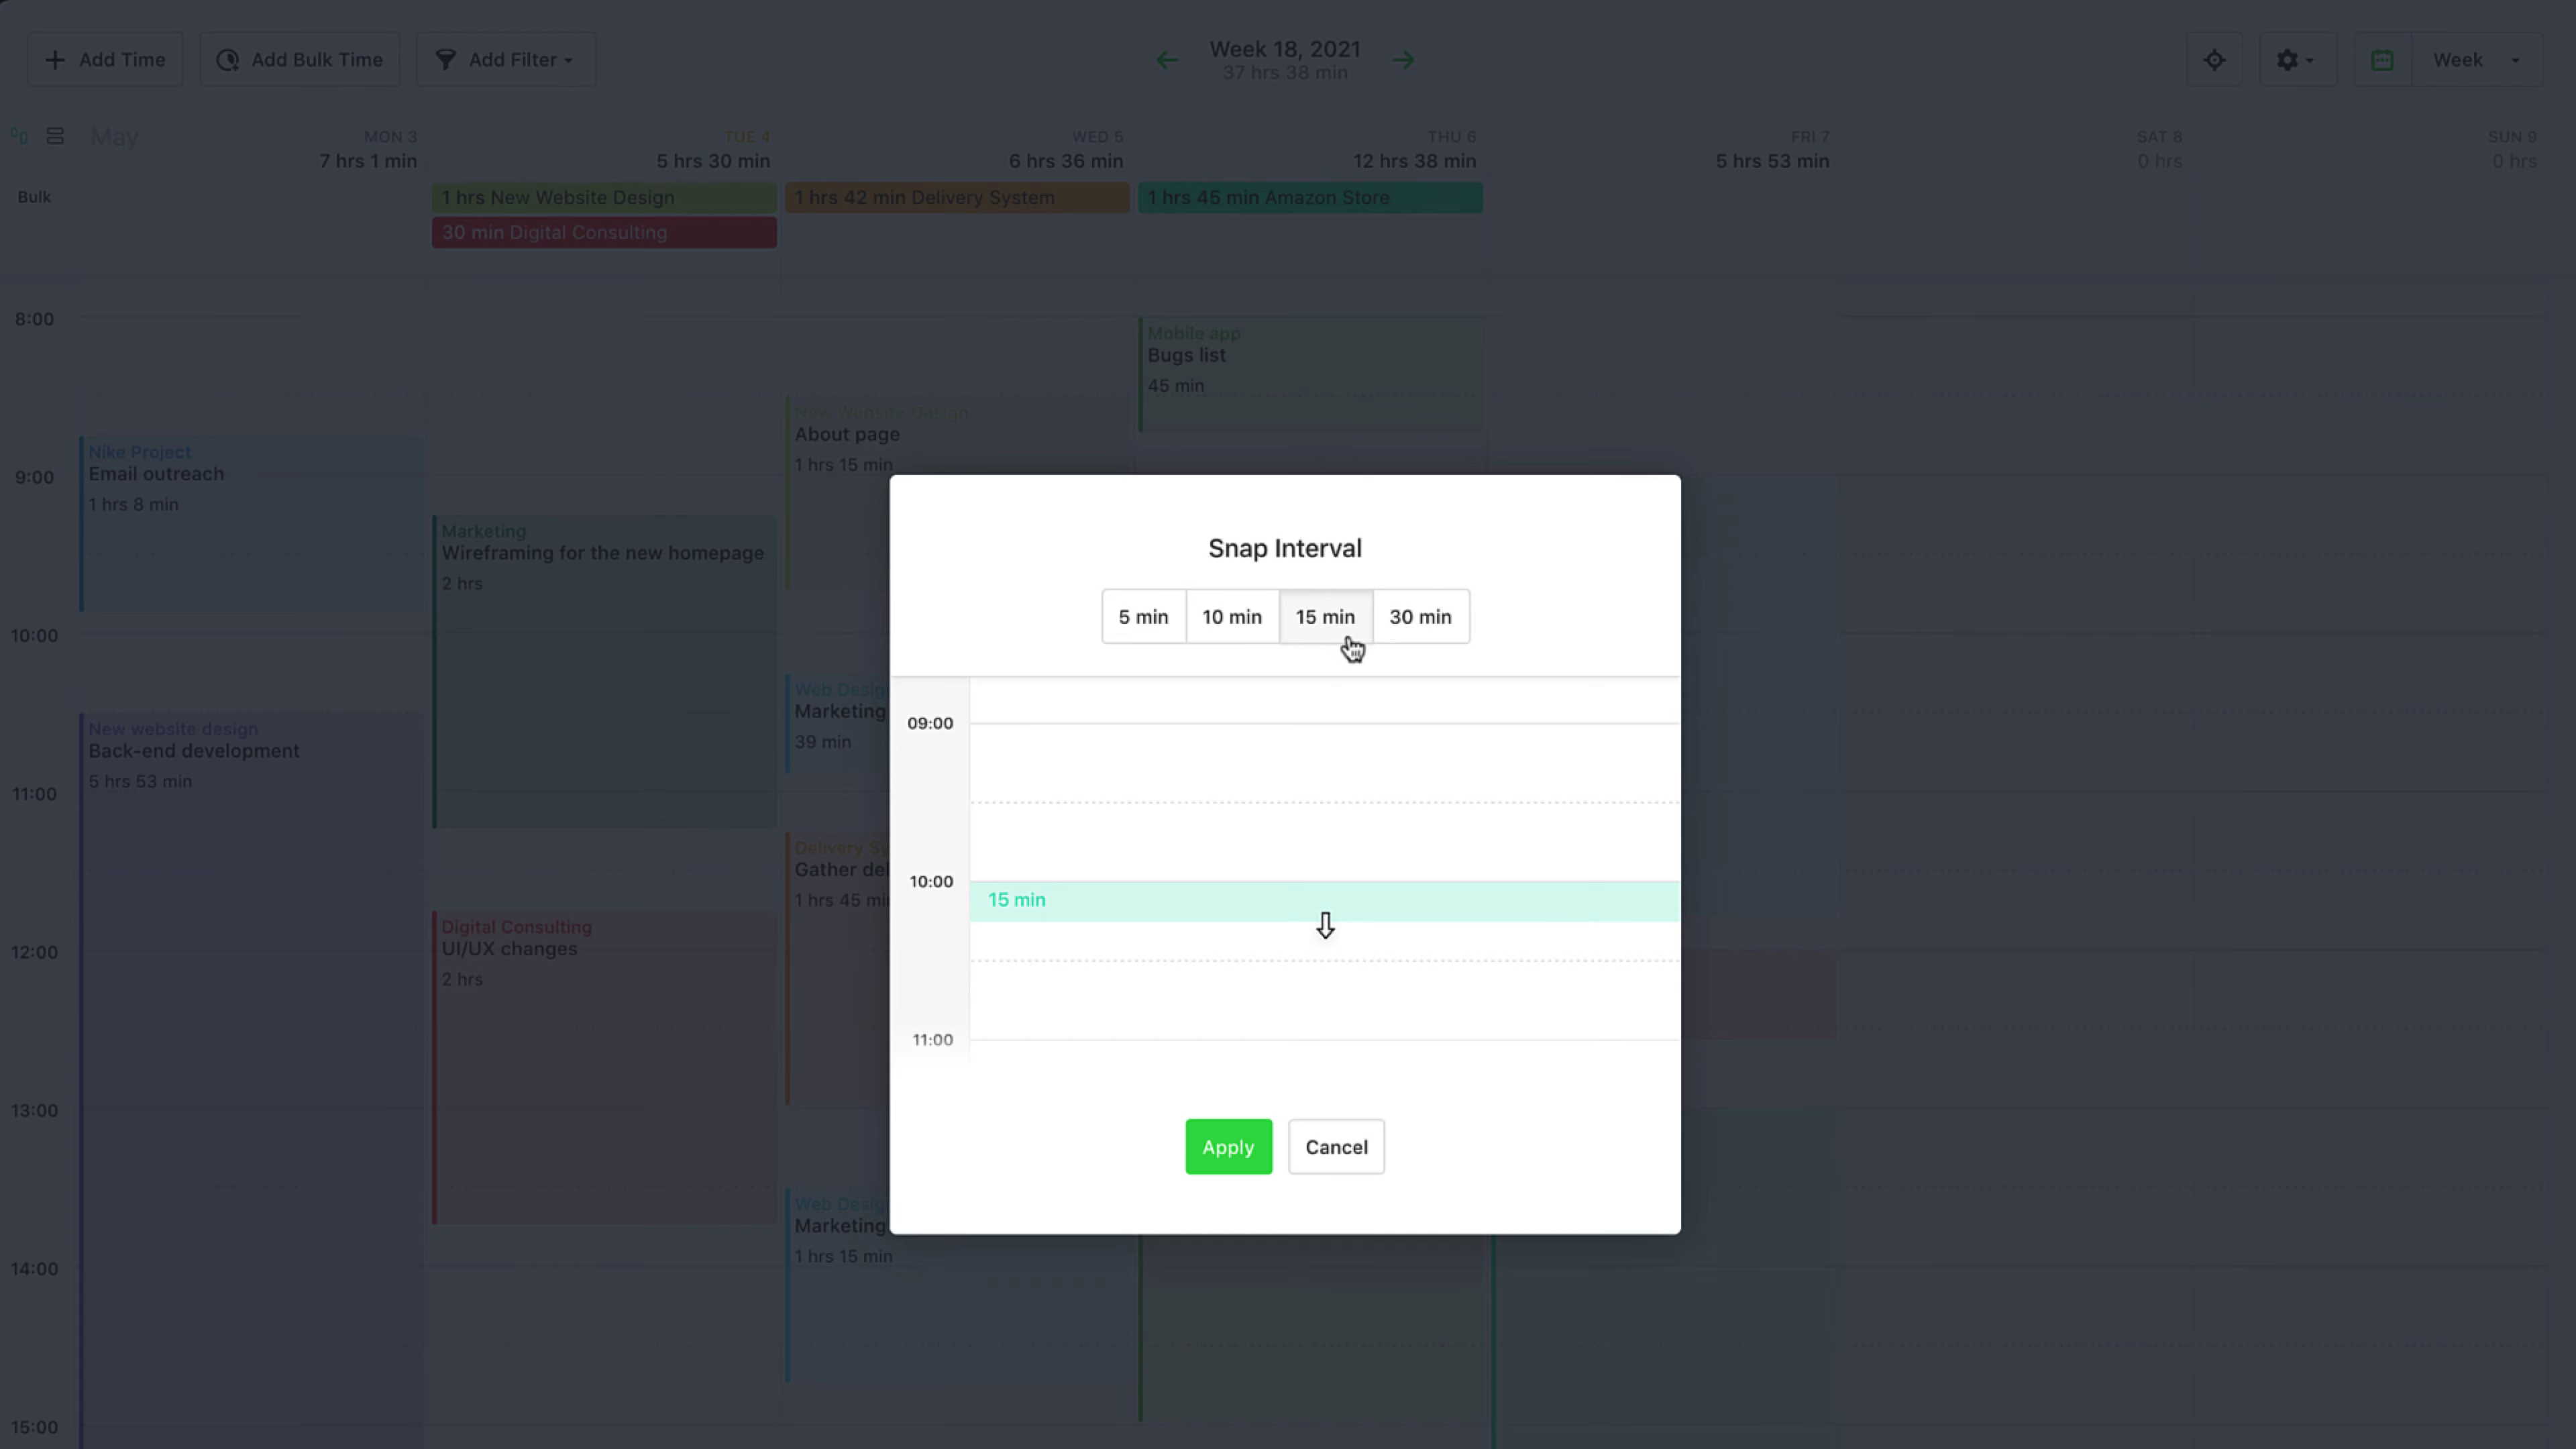 Add Time
Add Bulk Time
Add Filter
Week 18, 2021
37 hrs 38 min
Week
May
MON 3
7 hrs 1 min
TUE 4
5 hrs 30 min
WED 5
6 hrs 36 min
THU 6
12 hrs 38 min
FRI 7
5 hrs 53 min
SAT 8
0 hrs
SUN 9
0 hrs
Bulk
1 hrs New Website Design
30 min Digital Consulting
1 hrs 42 min Delivery System
1 hrs 45 min Amazon Store
8:00
9:00
10:00
11:00
12:00
13:00
14:00
15:00
Nike Project
Email outreach
1 hrs 8 min
New website design
Back-end development
5 hrs 53 min
Marketing
Wireframing for the new homepage
2 hrs
Digital Consulting
UI/UX changes
2 hrs
New Website Design
About page
1 hrs 15 min
Web Desig
Marketing
39 min
Delivery Sy
Gather del
1 hrs 45 min
Web Desig
Marketing
1 hrs 15 min
Mobile app
Bugs list
45 min
Snap Interval
5 min
10 min
15 min
30 min
09:00
10:00
15 min
11:00
Apply
Cancel